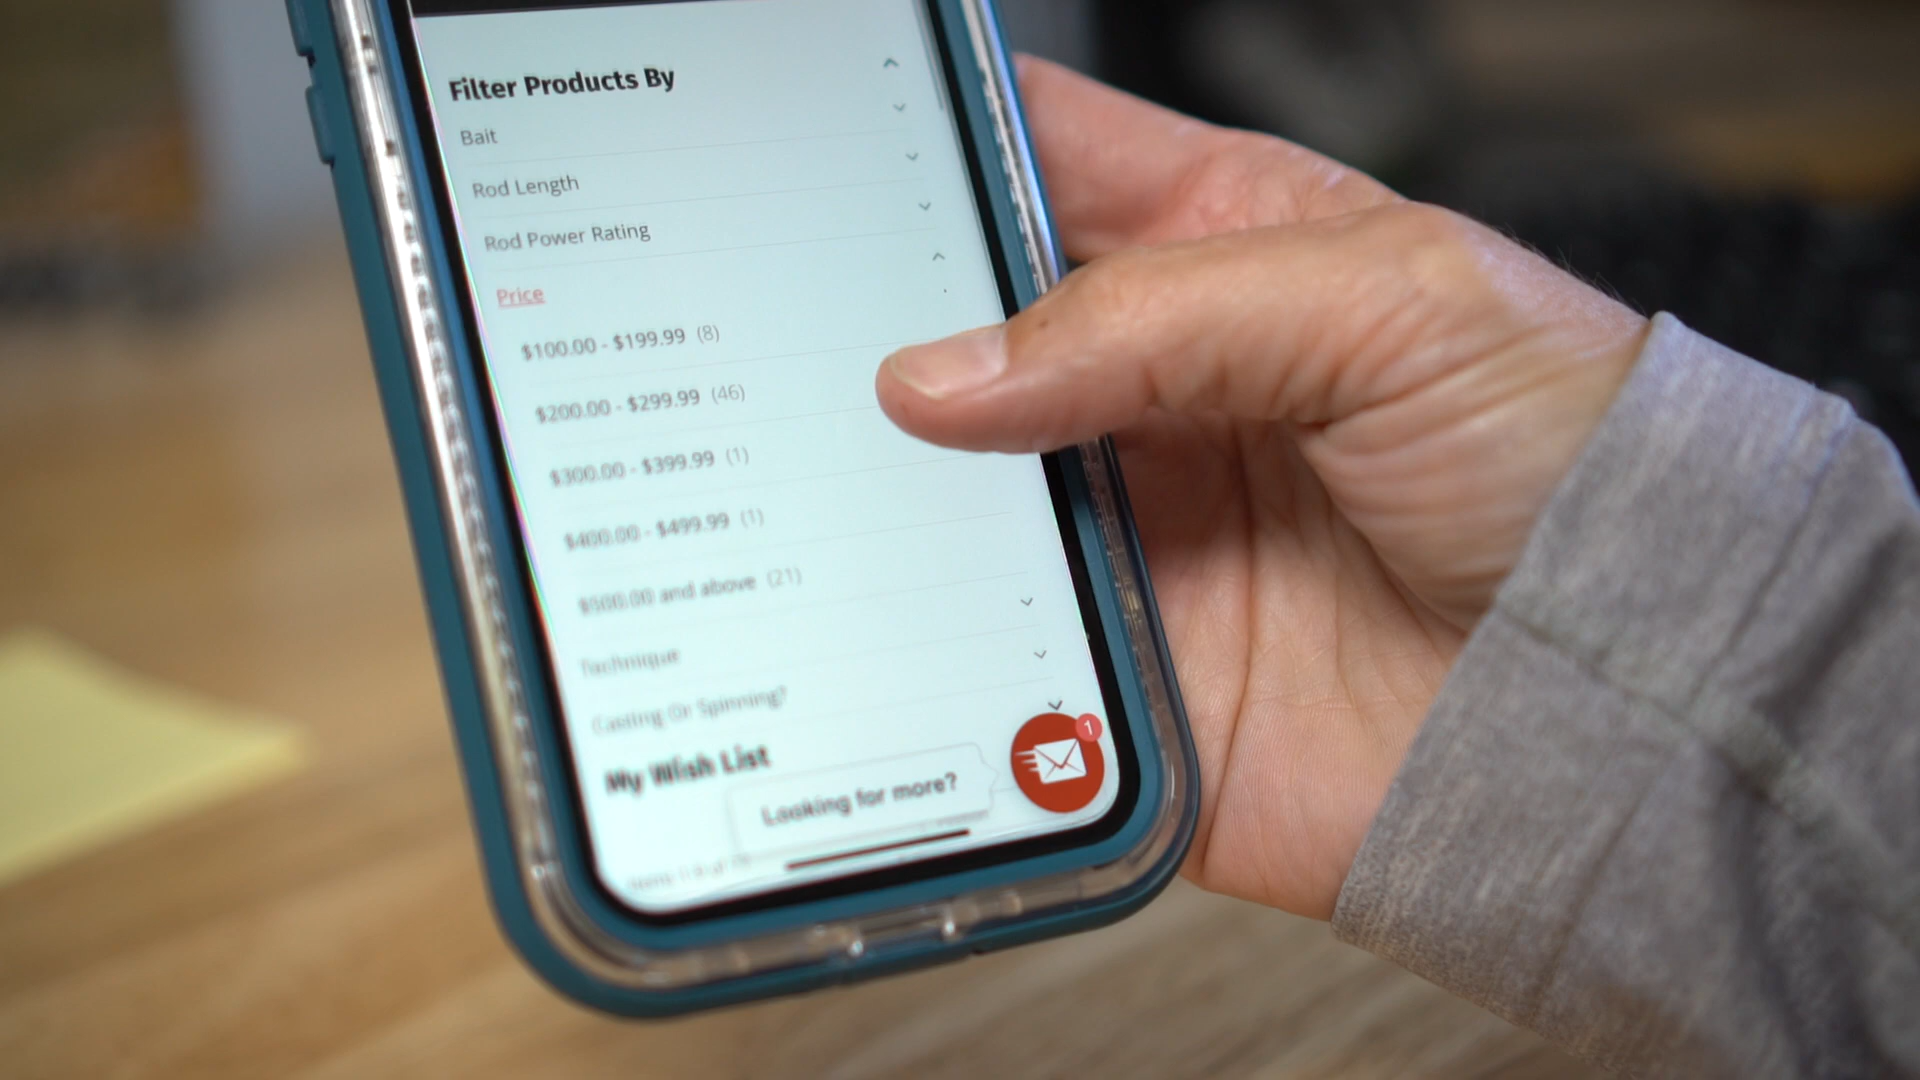 Filter Products By
Bait
Rod Length
Rod Power Rating
Price
$100.00 - $199.99 (8)
$200.00 - $299.99 (46)
$300.00 - $399.99 (1)
$400.00 - $499.99 (1)
$500.00 and above (21)
Technique
Casting Or Spinning?
My Wish List
Looking for more?
1